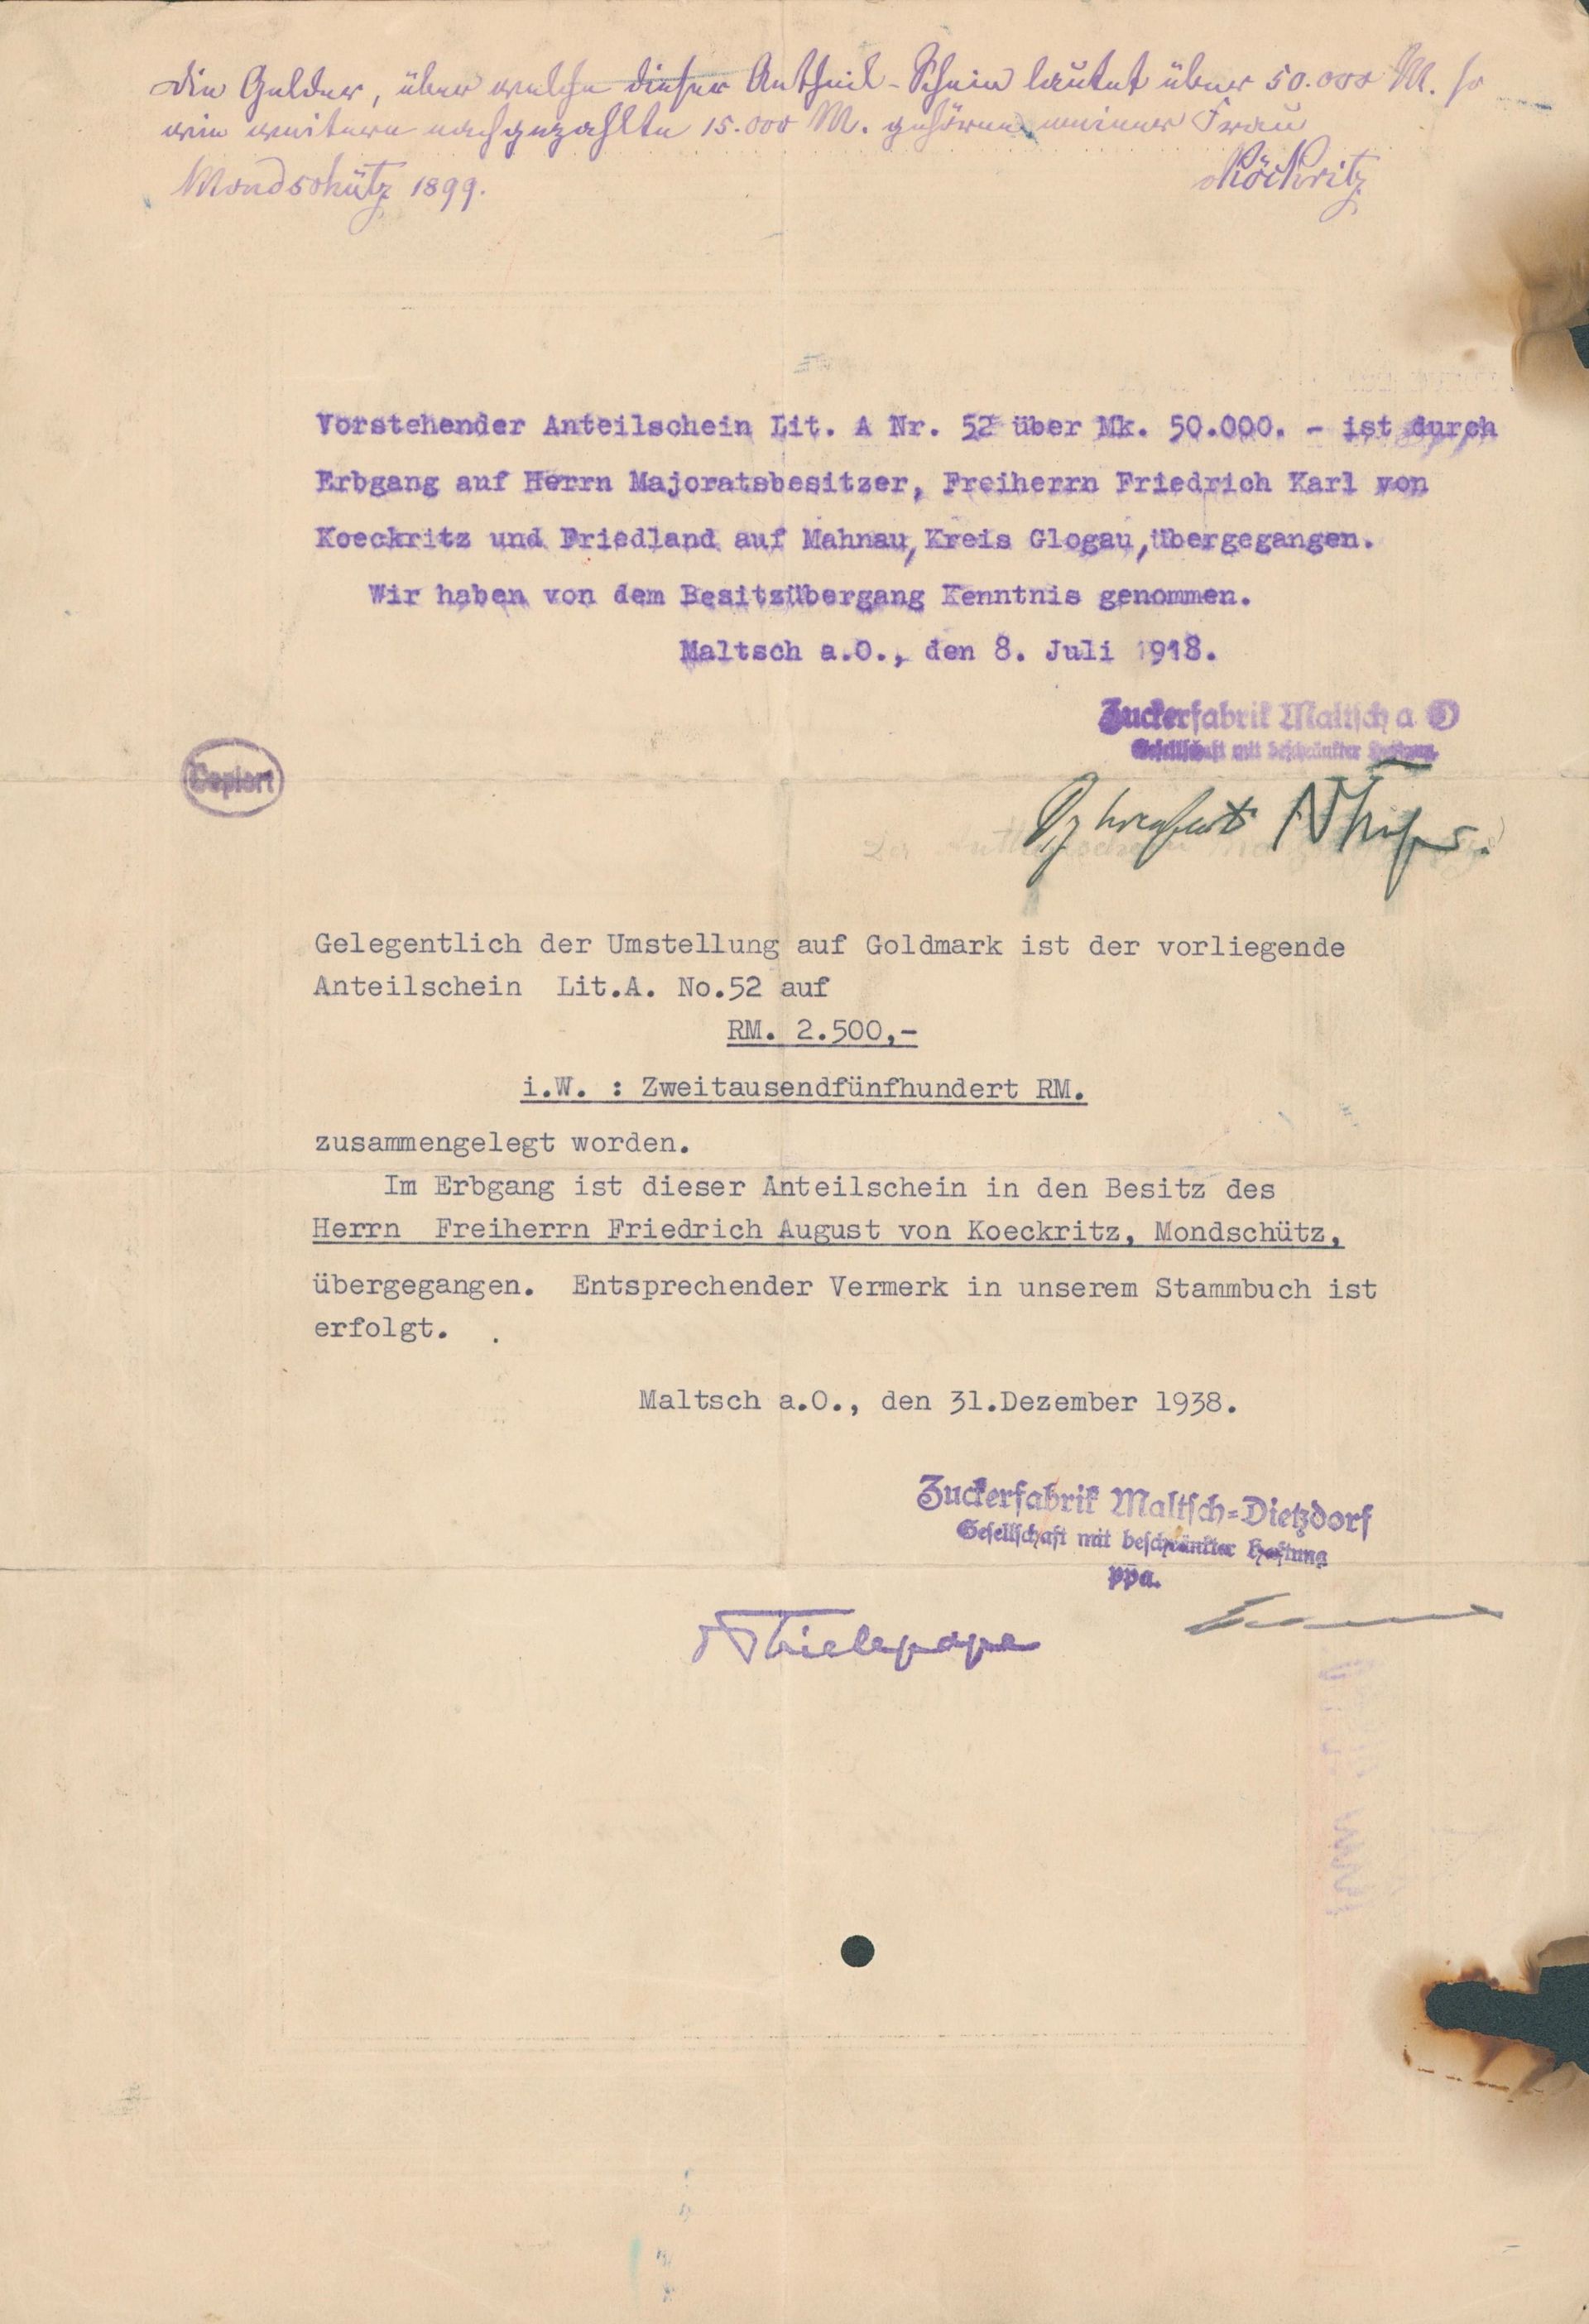 Die Gelder, über welche dieser Antheil-Schein lautet über 50.000 M. so
wie weitere nachgezahlte 15.000 M. gehören meiner Frau
Mondschütz 1899.
Köckritz
Vorstehender Anteilschein Lit. A Nr. 52 über Mk. 50.000. - ist durch
Erbgang auf Herrn Majoratsbesitzer, Freiherrn Friedrich Karl von
Koeckritz und Friedland auf Mahnau, Kreis Glogau, übergegangen.
Wir haben von dem Besitzübergang Kenntnis genommen.
Maltsch a.O., den 8. Juli 1918.
Zuckerfabrik Maltsch a O
Gesellschaft mit beschränkter Haftung
Copiert
Gelegentlich der Umstellung auf Goldmark ist der vorliegende
Anteilschein Lit.A. No.52 auf
RM. 2.500,-
i.W. : Zweitausendfünfhundert RM.
zusammengelegt worden.
Im Erbgang ist dieser Anteilschein in den Besitz des
Herrn Freiherrn Friedrich August von Koeckritz, Mondschütz,
übergegangen. Entsprechender Vermerk in unserem Stammbuch ist
erfolgt. .
Maltsch a.O., den 31.Dezember 1938.
Zuckerfabrik Maltsch=Dietzdorf
Gesellschaft mit beschränkter Haftung
ppa.
Thielepape